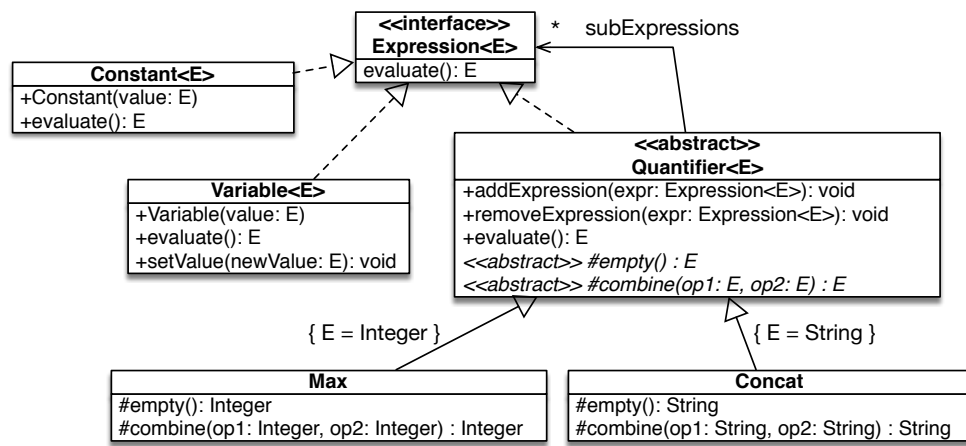 <<interface>>
Expression<E>
evaluate(): E
* subExpressions
Constant<E>
+Constant(value: E)
+evaluate(): E
Variable<E>
+Variable(value: E)
+evaluate(): E
+setValue(newValue: E): void
<<abstract>>
Quantifier<E>
+addExpression(expr: Expression<E>): void
+removeExpression(expr: Expression<E>): void
+evaluate(): E
<<abstract>> #empty() : E
<<abstract>> #combine(op1: E, op2: E) : E
{ E = Integer }
{ E = String }
Max
#empty(): Integer
#combine(op1: Integer, op2: Integer) : Integer
Concat
#empty(): String
#combine(op1: String, op2: String) : String